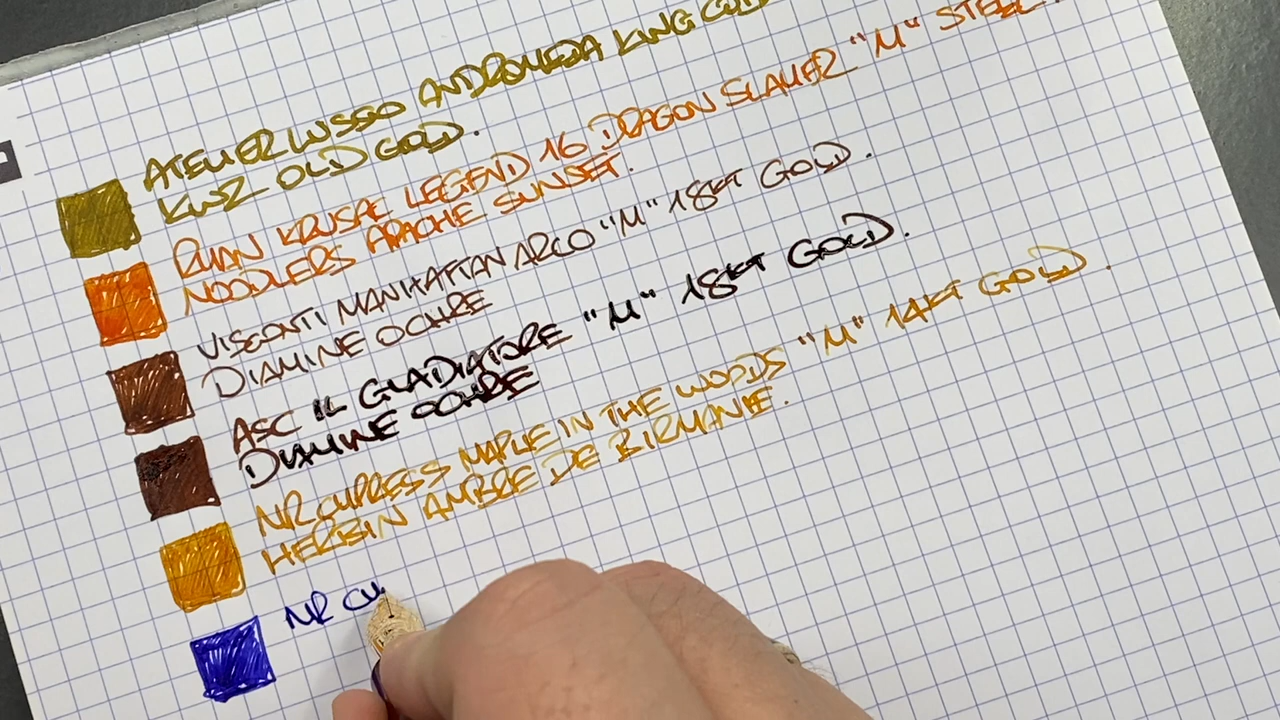 ATELIER LUSSO ANDROMEDA KING
KWZ OLD GOLD.
RYAN KRUSAC LEGEND 16 DRAGON SLAYER "M" STEEL.
NOODLERS APACHE SUNSET.
VISCONTI MANHATTAN ARCO "M" 18KT GOLD.
DIAMINE OCHRE
ASC IL GLADIATORE "M" 18KT GOLD.
DIAMINE OCHRE
NR CYPRESS MAPLE IN THE WOODS "M" 14KT GOLD.
HERBIN AMBRE DE BIRMANIE.
NR